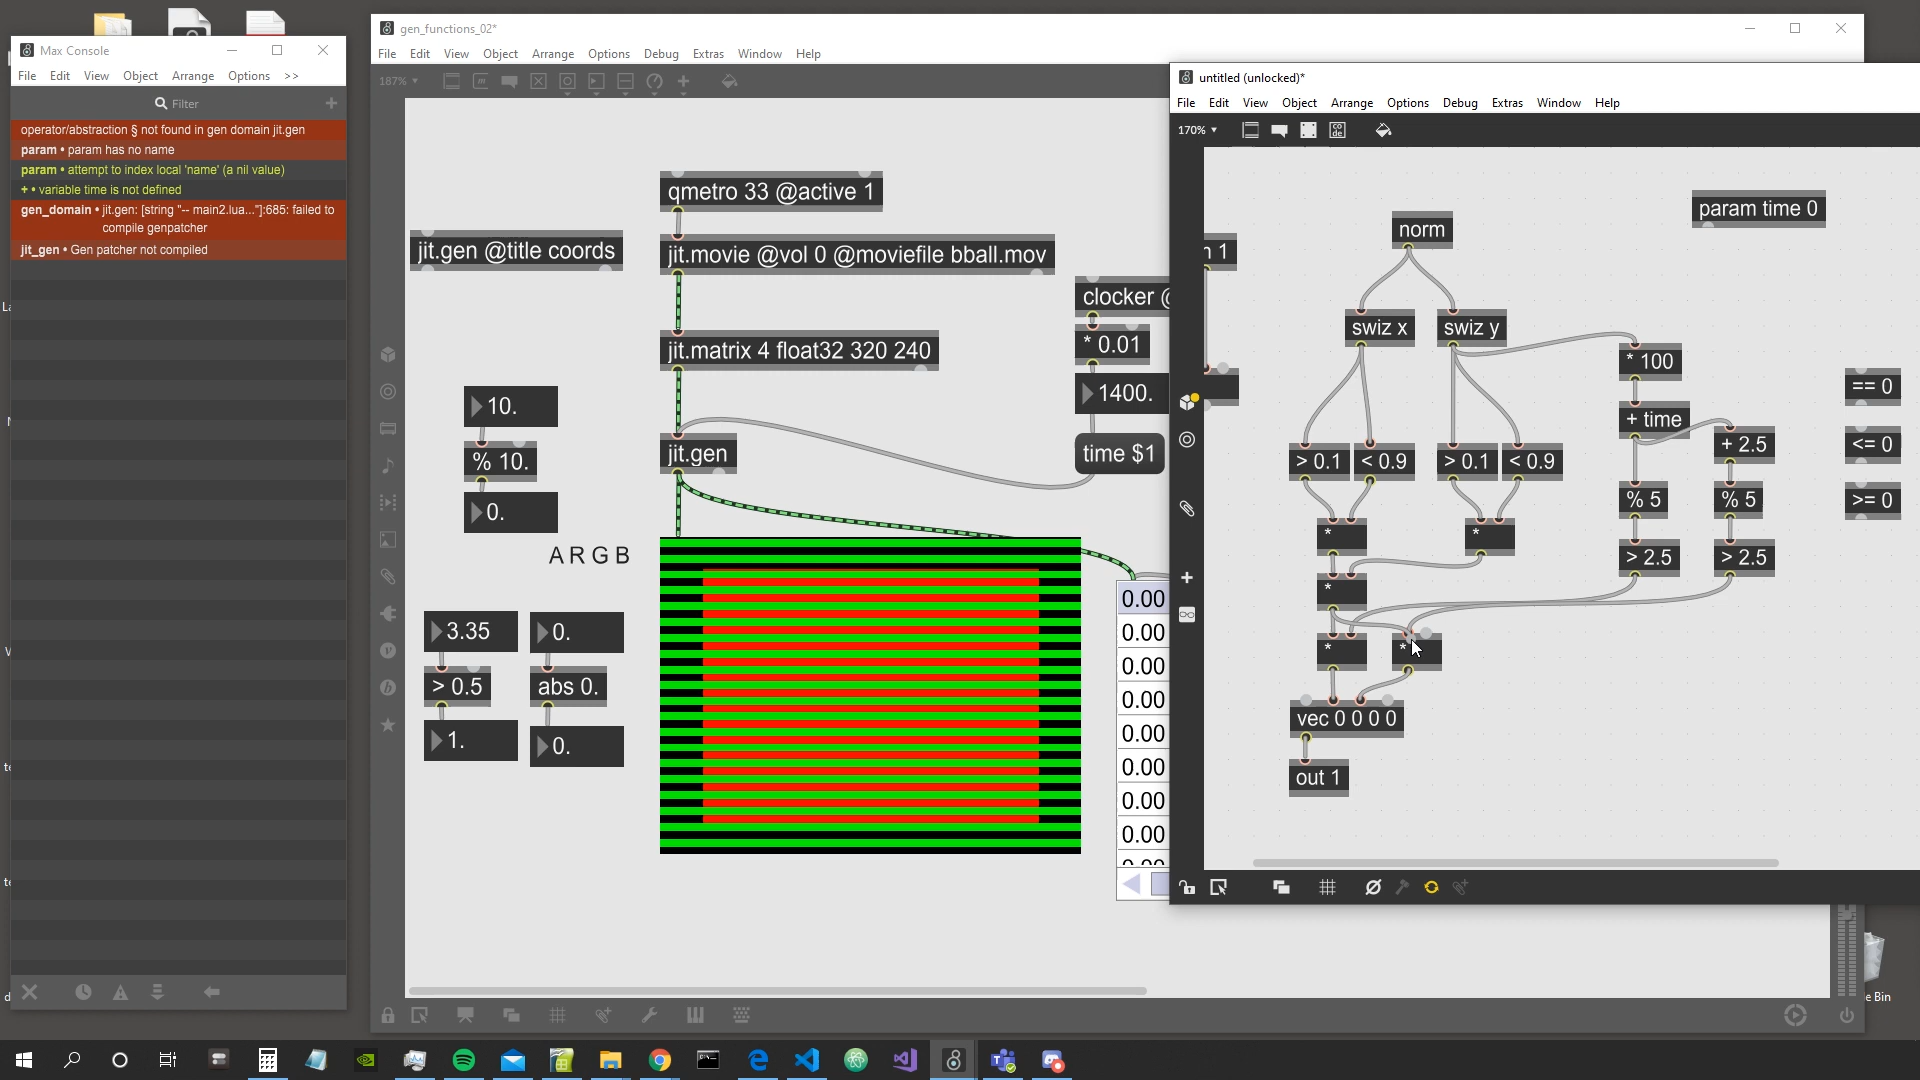 Max Console
File Edit View Object Arrange Options >>
Filter
operator/abstraction § not found in gen domain jit.gen
param • param has no name
param • attempt to index local 'name' (a nil value)
+ • variable time is not defined
gen_domain • jit.gen: [string "-- main2.lua..."]:685: failed to
compile genpatcher
jit_gen • Gen patcher not compiled
gen_functions_02*
File Edit View Object Arrange Options Debug Extras Window Help
187%
qmetro 33 @active 1
jit.gen @title coords
jit.movie @vol 0 @moviefile bball.mov
clocker @
* 0.01
jit.matrix 4 float32 320 240
1400.
10.
jit.gen
time $1
% 10.
0.
A R G B
3.35
0.
> 0.5
abs 0.
1.
0.
0.00
0.00
0.00
0.00
0.00
0.00
0.00
0.00
untitled (unlocked)*
File Edit View Object Arrange Options Debug Extras Window Help
170%
param time 0
norm
n 1
swiz x
swiz y
* 100
== 0
+ time
+ 2.5
<= 0
> 0.1
< 0.9
> 0.1
< 0.9
% 5
% 5
>= 0
*
*
> 2.5
> 2.5
*
*
*
vec 0 0 0 0
out 1
e Bin